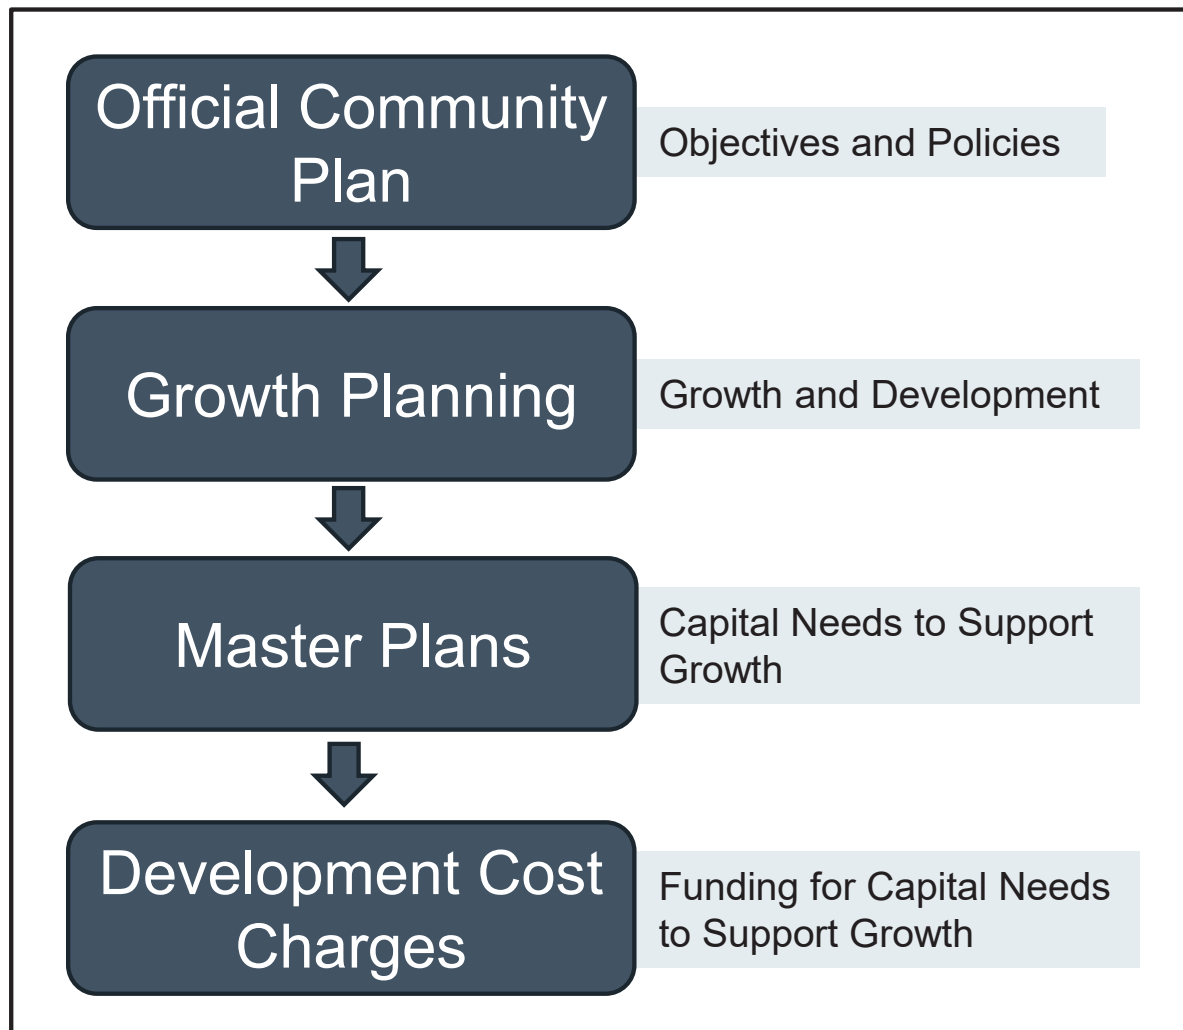 Official Community
Plan
Objectives and Policies
Growth Planning
Growth and Development
Master Plans
Capital Needs to Support
Growth
Development Cost
Charges
Funding for Capital Needs
to Support Growth